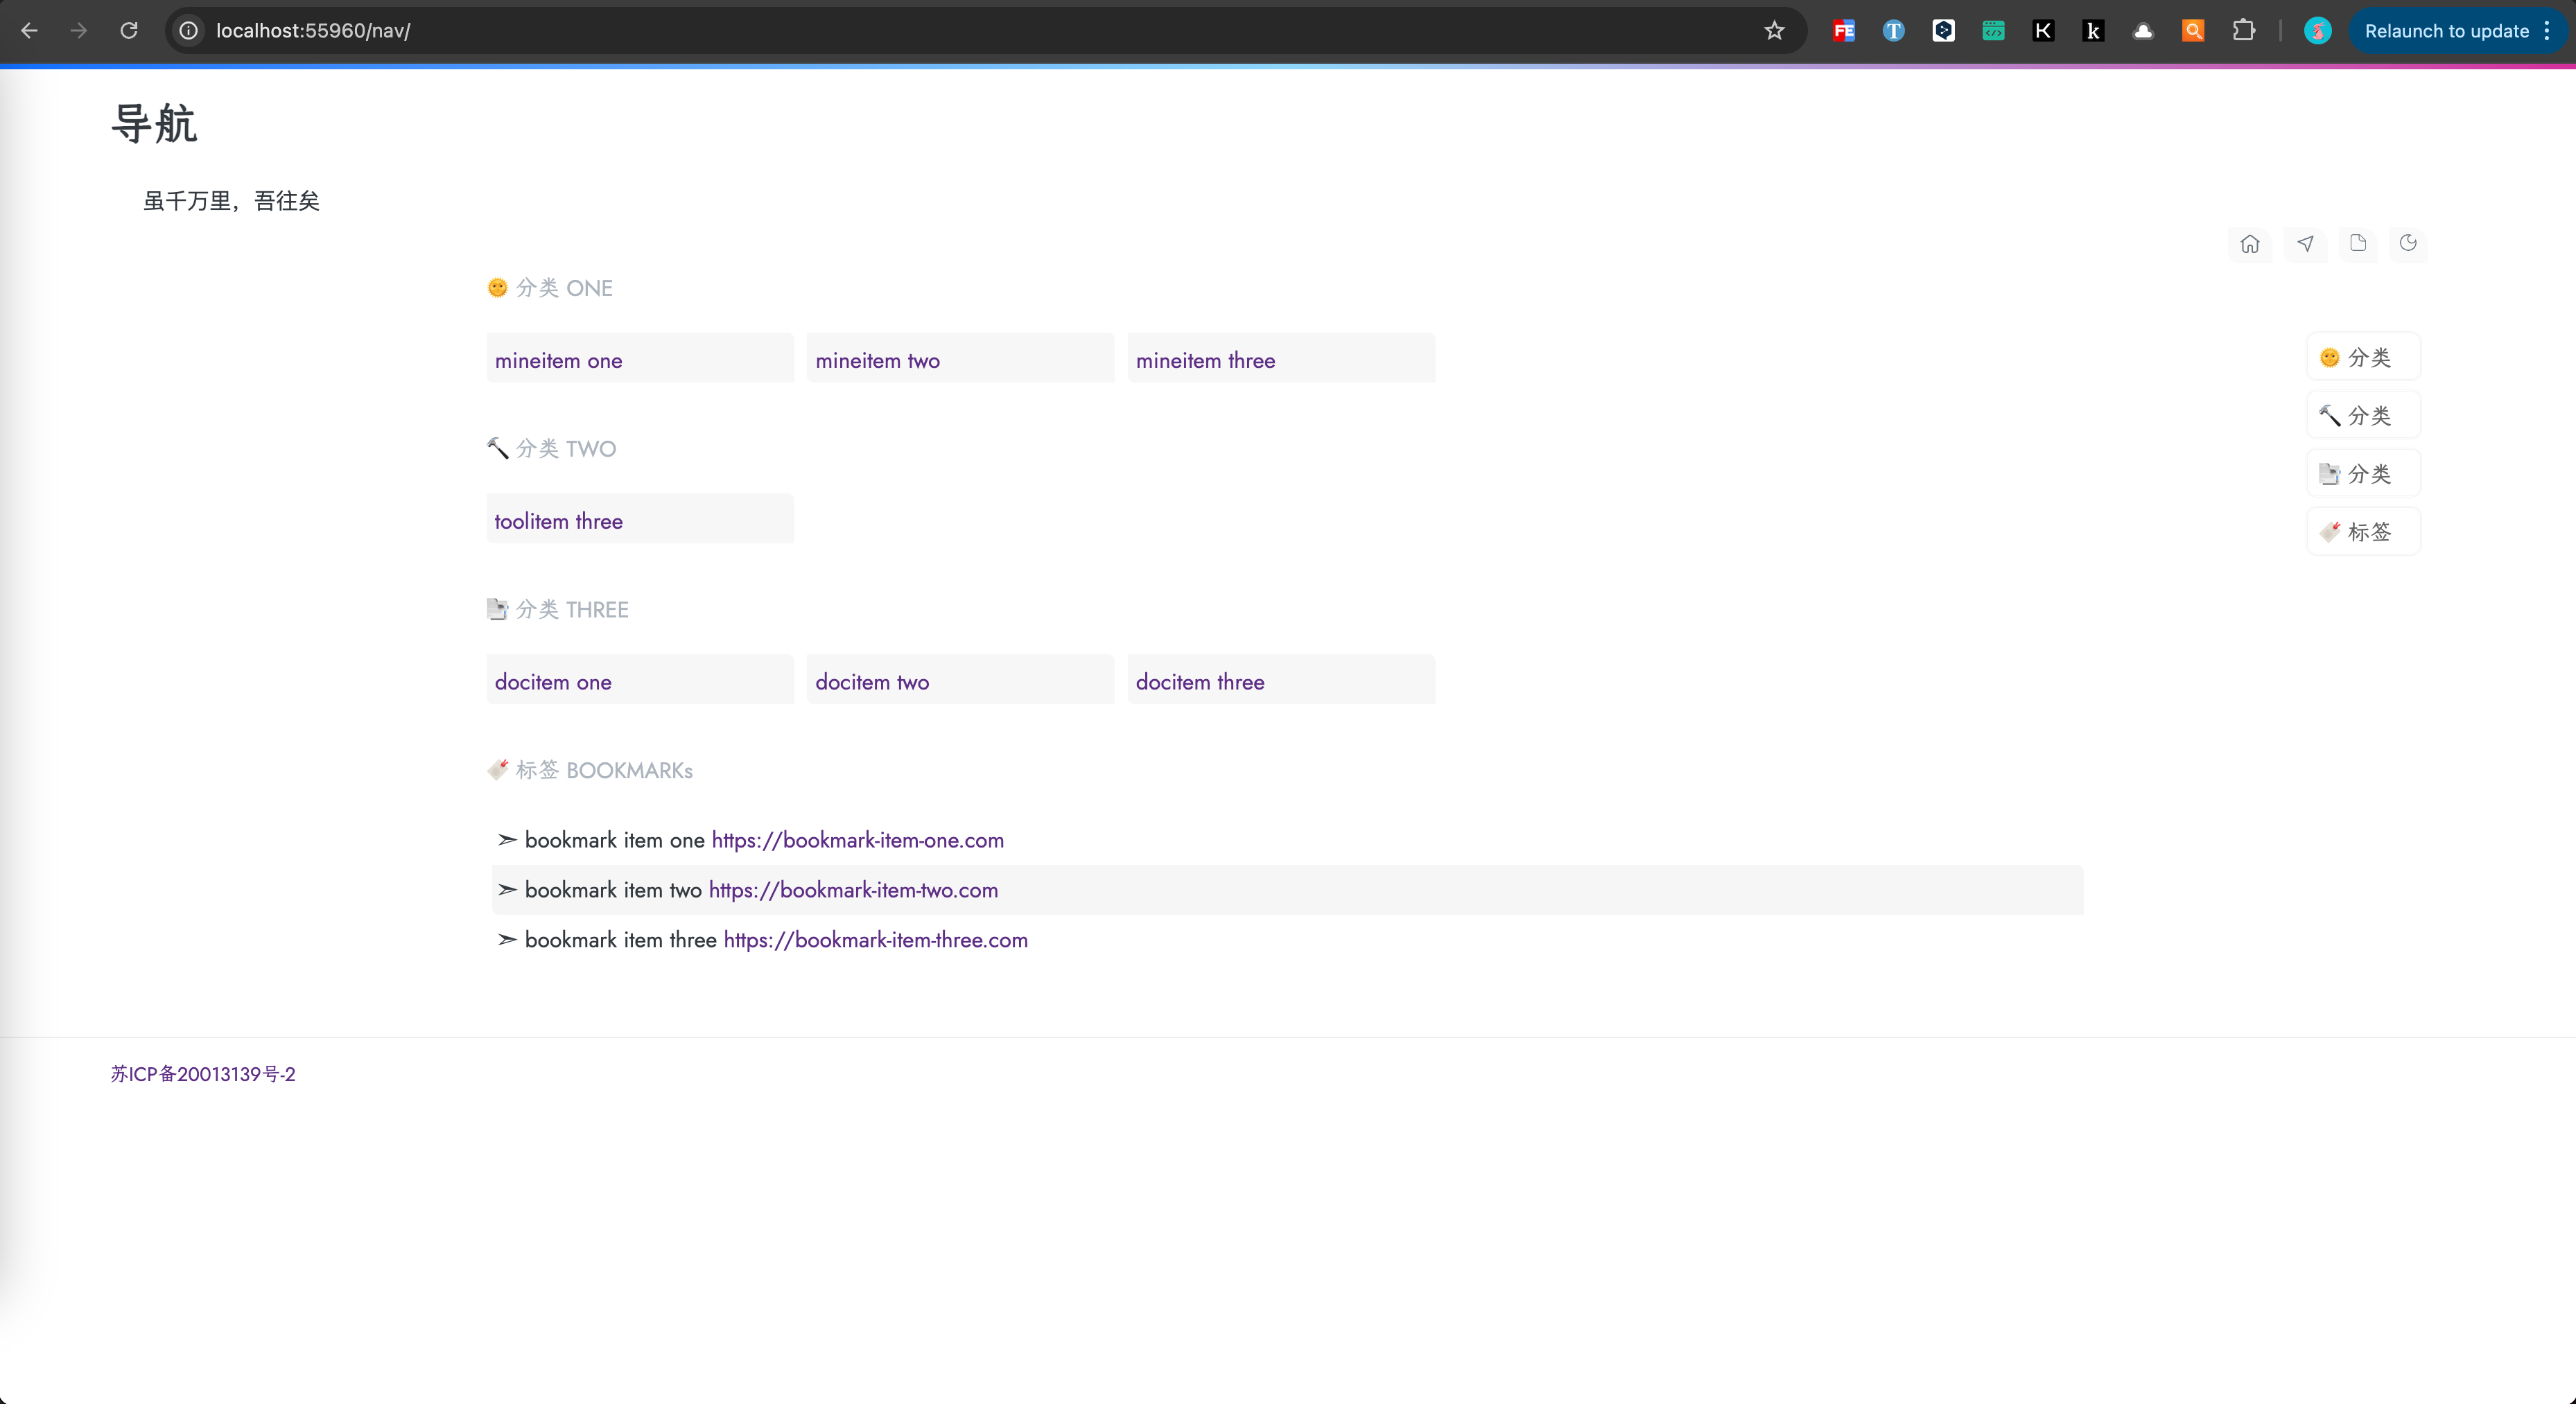 localhost:55960/nav/
Relaunch to update
导航
虽千万里，吾往矣
🌞 分类 ONE
mineitem one
mineitem two
mineitem three
🔨 分类 TWO
toolitem three
📑 分类 THREE
docitem one
docitem two
docitem three
🔖 标签 BOOKMARKs
➣ bookmark item one https://bookmark-item-one.com
➣ bookmark item two https://bookmark-item-two.com
➣ bookmark item three https://bookmark-item-three.com
🌞 分类
🔨 分类
📑 分类
🔖 标签
苏ICP备20013139号-2